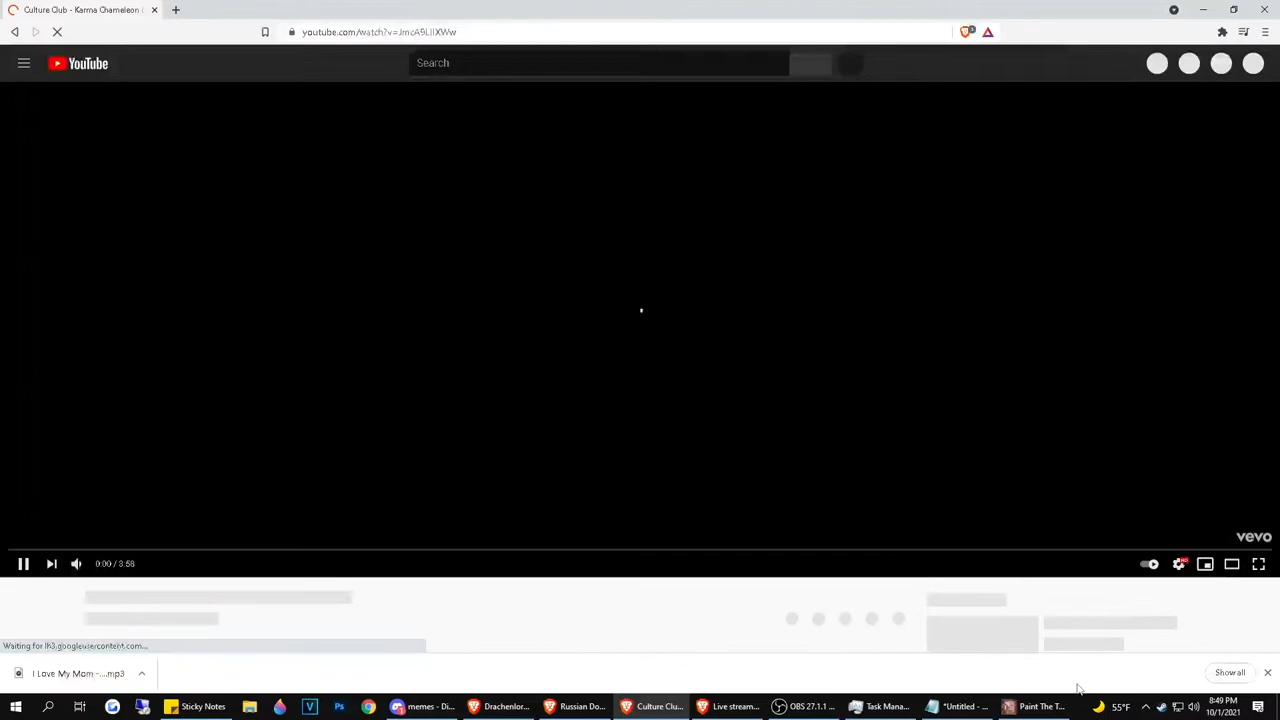 Culture Club - Karma Chameleon (
youtube.com/watch?v=JmcA9LIIXWw
YouTube
Search
vevo
0:00 / 3:58
HD
Waiting for lh3.googleusercontent.com...
I Love My Mom -....mp3
Show all
Sticky Notes
memes - Di...
Drachenlor...
Russian Do...
Culture Clu...
Live stream...
OBS 27.1.1 ...
Task Mana...
*Untitled - ...
Paint The T...
55°F
8:49 PM
10/1/2021